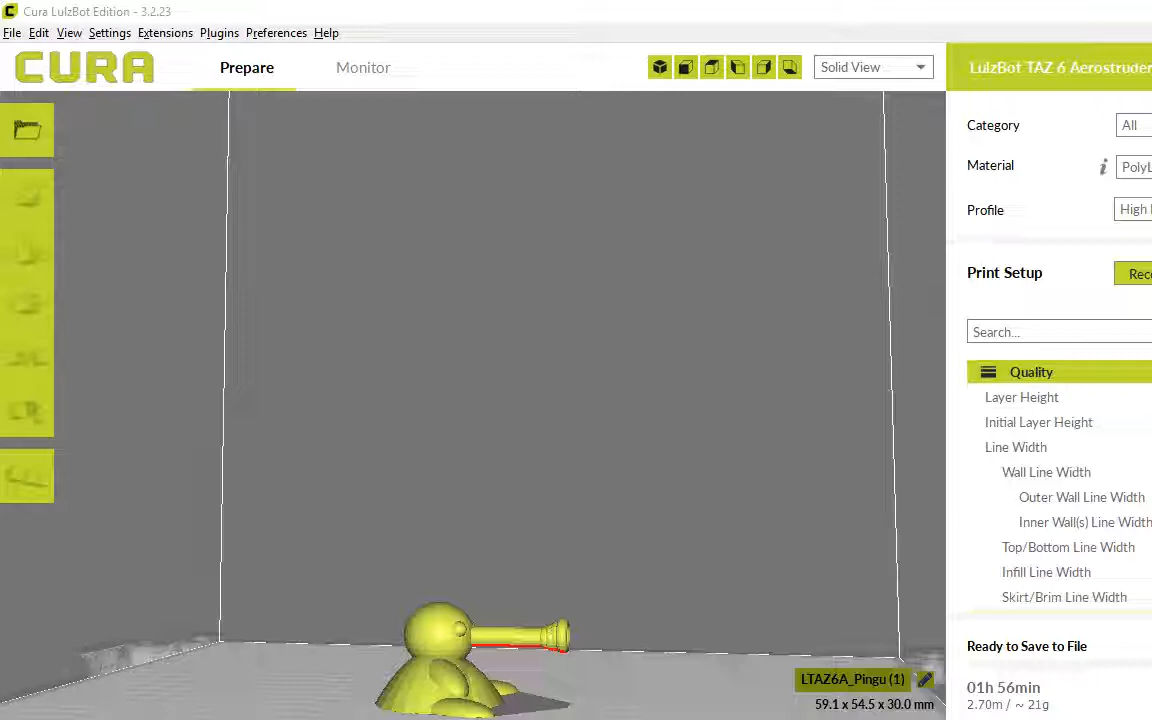 Cura LulzBot Edition - 3.2.23
File Edit View Settings Extensions Plugins Preferences Help
CURA
Prepare
Monitor
Solid View
LulzBot TAZ 6 Aerostruder
Category
All
Material
i
PolyL
Profile
High
Print Setup
Reco
Search...
Quality
Layer Height
Initial Layer Height
Line Width
Wall Line Width
Outer Wall Line Width
Inner Wall(s) Line Width
Top/Bottom Line Width
Infill Line Width
Skirt/Brim Line Width
LTAZ6A_Pingu (1)
59.1 x 54.5 x 30.0 mm
Ready to Save to File
01h 56min
2.70m / ~ 21g